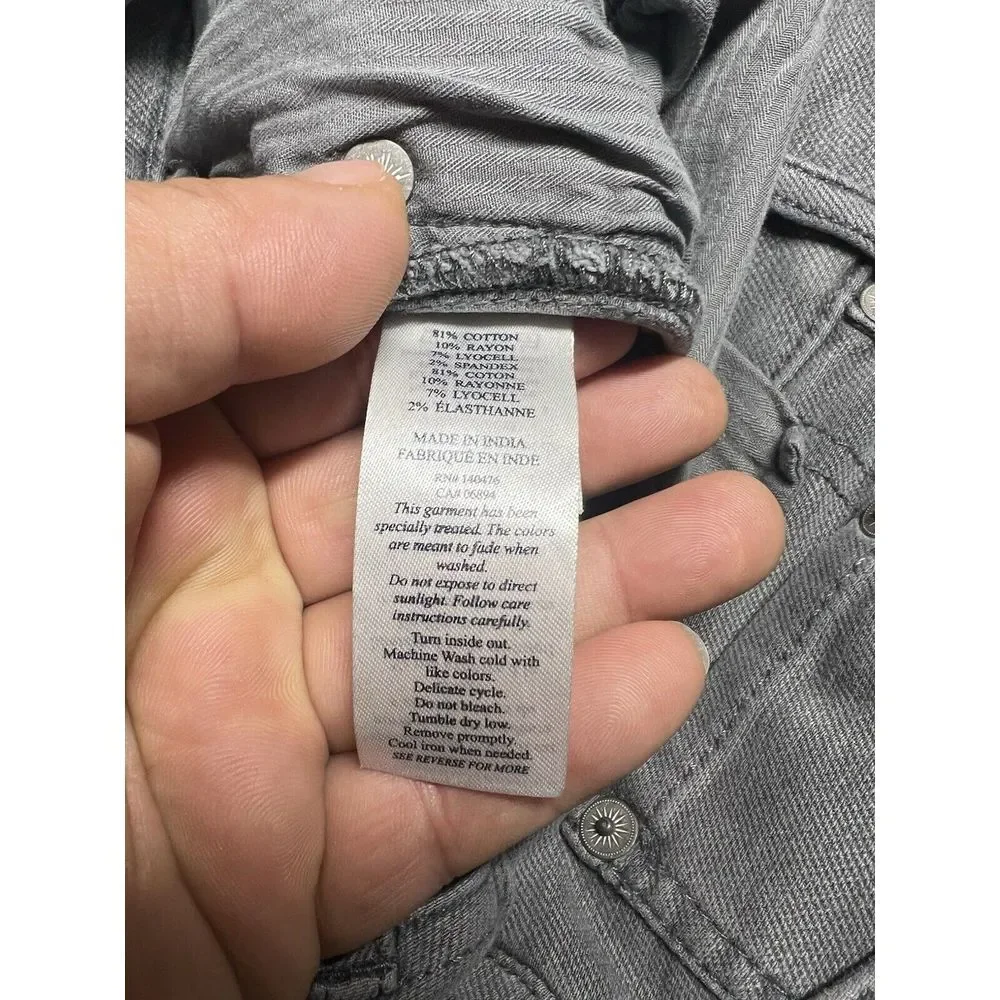 81% COTTON
10% RAYON
7% LYOCELL
2% SPANDEX
81% COTON
10% RAYONNE
7% LYOCELL
2% ÉLASTHANNE
MADE IN INDIA
FABRIQUÉ EN INDE
RN# 140476
CA# 06894
This garment has been
specially treated. The colors
are meant to fade when
washed.
Do not expose to direct
sunlight. Follow care
instructions carefully.
Turn inside out.
Machine Wash cold with
like colors.
Delicate cycle.
Do not bleach.
Tumble dry low.
Remove promptly.
Cool iron when needed.
SEE REVERSE FOR MORE